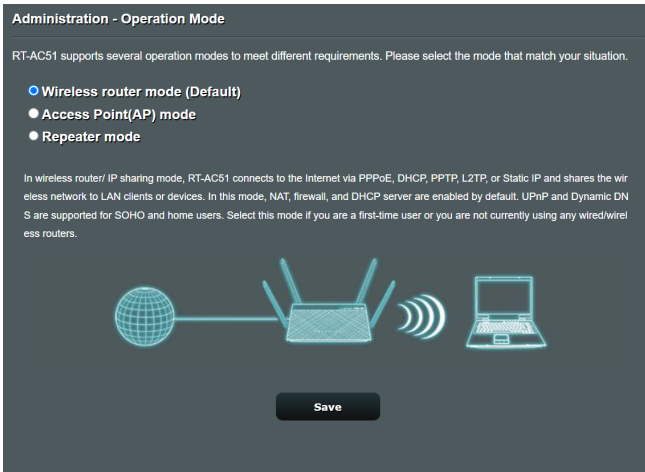 Administration - Operation Mode
RT-AC51 supports several operation modes to meet different requirements. Please select the mode that match your situation.
Wireless router mode (Default)
Access Point(AP) mode
Repeater mode
In wireless router/ IP sharing mode, RT-AC51 connects to the Internet via PPPoE, DHCP, PPTP, L2TP, or Static IP and shares the wir
eless network to LAN clients or devices. In this mode, NAT, firewall, and DHCP server are enabled by default. UPnP and Dynamic DN
S are supported for SOHO and home users. Select this mode if you are a first-time user or you are not currently using any wired/wirel
ess routers.
Save